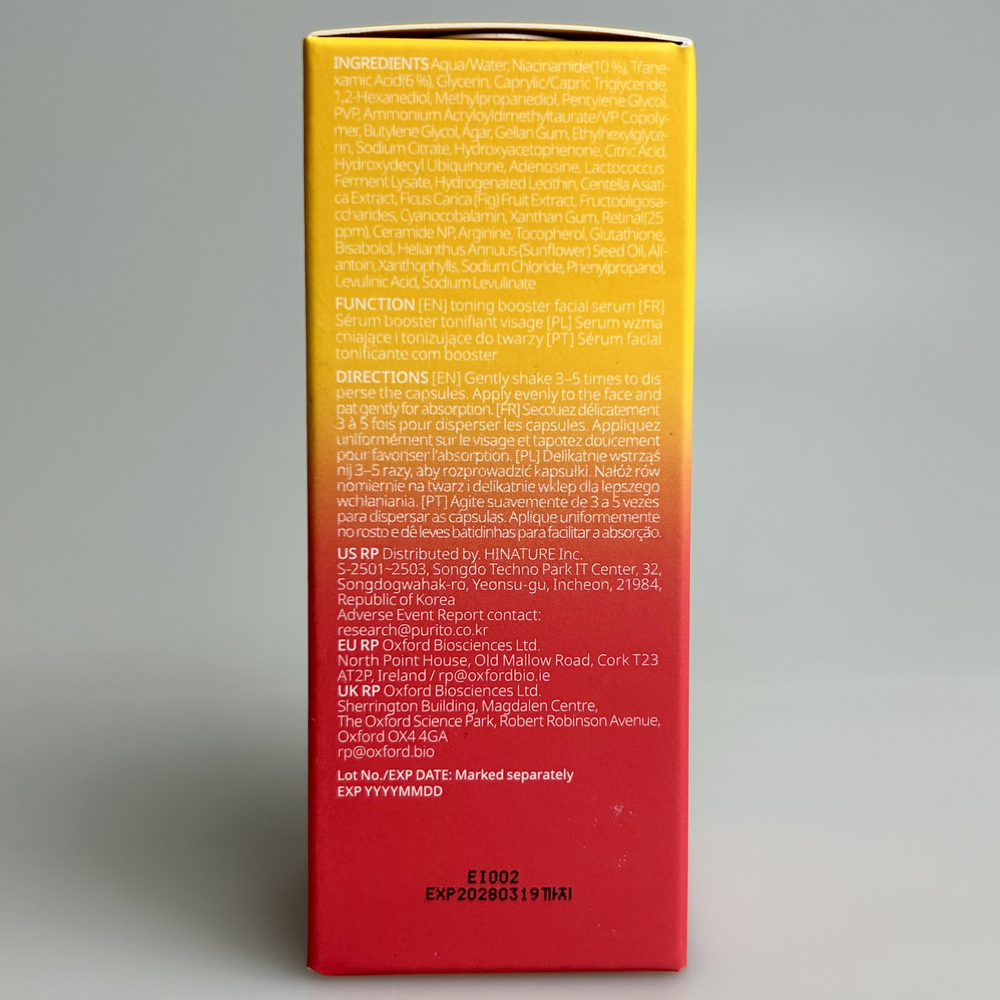 INGREDIENTS Aqua/Water, Niacinamide(10 %), Trane-
xamic Acid(6 %), Glycerin, Caprylic/Capric Triglyceride,
1,2-Hexanediol, Methylpropanediol, Pentylene Glycol,
PVP, Ammonium Acryloyldimethyltaurate/VP Copoly-
mer, Butylene Glycol, Agar, Gellan Gum, Ethylhexylglyce-
rin, Sodium Citrate, Hydroxyacetophenone, Citric Acid,
Hydroxydecyl Ubiquinone, Adenosine, Lactococcus
Ferment Lysate, Hydrogenated Lecithin, Centella Asiati-
ca Extract, Ficus Carica (Fig) Fruit Extract, Fructooligosa-
ccharides, Cyanocobalamin, Xanthan Gum, Retinal(25
ppm), Ceramide NP, Arginine, Tocopherol, Glutathione,
Bisabolol, Helianthus Annuus (Sunflower) Seed Oil, All-
antoin, Xanthophylls, Sodium Chloride, Phenylpropanol,
Levulinic Acid, Sodium Levulinate
FUNCTION [EN] toning booster facial serum [FR]
Sérum booster tonifiant visage [PL] Serum wzma
cniające i tonizujące do twarzy [PT] Sérum facial
tonificante com booster
DIRECTIONS [EN] Gently shake 3–5 times to dis
perse the capsules. Apply evenly to the face and
pat gently for absorption. [FR] Secouez délicatement
3 à 5 fois pour disperser les capsules. Appliquez
uniformément sur le visage et tapotez doucement
pour favoriser l'absorption. [PL] Delikatnie wstrząś
nij 3–5 razy, aby rozprowadzić kapsułki. Nałóż rów
nomiernie na twarz i delikatnie wklep dla lepszego
wchłaniania. [PT] Agite suavemente de 3 a 5 vezes
para dispersar as cápsulas. Aplique uniformemente
no rosto e dê leves batidinhas para facilitar a absorção.
US RP Distributed by. HINATURE Inc.
S-2501~2503, Songdo Techno Park IT Center, 32,
Songdogwahak-ro, Yeonsu-gu, Incheon, 21984,
Republic of Korea
Adverse Event Report contact:
research@purito.co.kr
EU RP Oxford Biosciences Ltd.
North Point House, Old Mallow Road, Cork T23
AT2P, Ireland / rp@oxfordbio.ie
UK RP Oxford Biosciences Ltd.
Sherrington Building, Magdalen Centre,
The Oxford Science Park, Robert Robinson Avenue,
Oxford OX4 4GA
rp@oxford.bio
Lot No./EXP DATE: Marked separately
EXP YYYYMMDD
EI002
EXP20280319까지